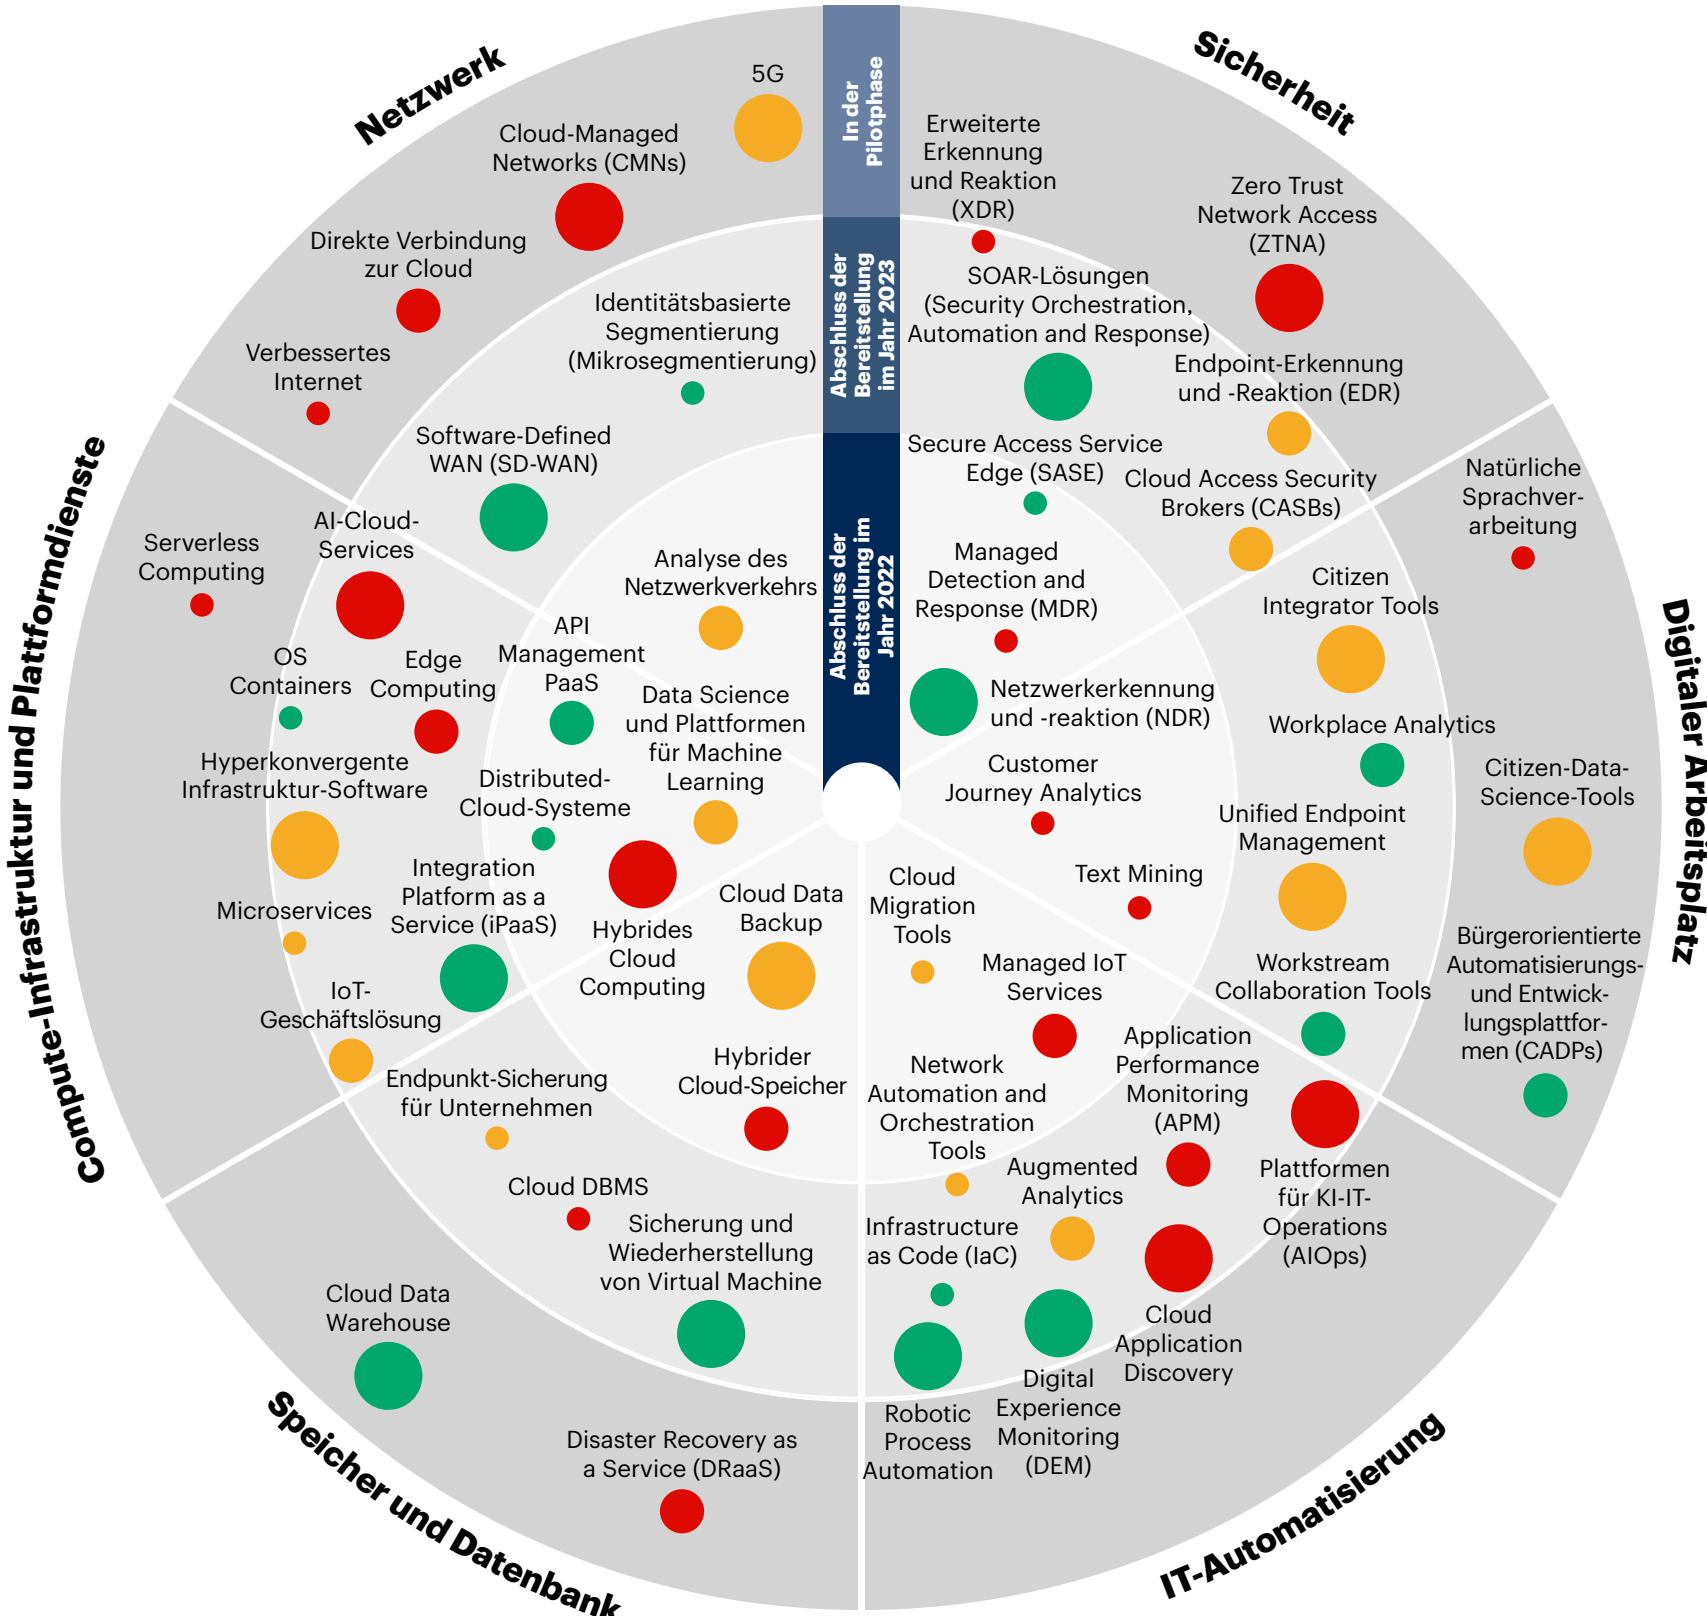 Netzwerk
5G
Cloud-Managed
Networks (CMNs)
Direkte Verbindung
zur Cloud
Verbessertes
Internet
Identitätsbasierte
Segmentierung
(Mikrosegmentierung)
Software-Defined
WAN (SD-WAN)
Analyse des
Netzwerkverkehrs
In der
Pilotphase
Abschluss der
Bereitstellung
im Jahr 2023
Abschluss der
Bereitstellung im
Jahr 2022
Sicherheit
Erweiterte
Erkennung
und Reaktion
(XDR)
Zero Trust
Network Access
(ZTNA)
SOAR-Lösungen
(Security Orchestration,
Automation and Response)
Endpoint-Erkennung
und -Reaktion (EDR)
Secure Access Service
Edge (SASE)
Cloud Access Security
Brokers (CASBs)
Managed
Detection and
Response (MDR)
Netzwerkerkennung
und -reaktion (NDR)
Digitaler Arbeitsplatz
Natürliche
Sprachver-
arbeitung
Citizen
Integrator Tools
Workplace Analytics
Citizen-Data-
Science-Tools
Customer
Journey Analytics
Unified Endpoint
Management
Text Mining
Workstream
Collaboration Tools
Bürgerorientierte
Automatisierungs-
und Entwick-
lungsplattfor-
men (CADPs)
Compute-Infrastruktur und Plattformdienste
Serverless
Computing
AI-Cloud-
Services
OS
Containers
Edge
Computing
API
Management
PaaS
Data Science
und Plattformen
für Machine
Learning
Hyperkonvergente
Infrastruktur-Software
Distributed-
Cloud-Systeme
Integration
Platform as a
Service (iPaaS)
Hybrides
Cloud
Computing
Microservices
IoT-
Geschäftslösung
Speicher und Datenbank
Cloud Data
Backup
Hybrider
Cloud-Speicher
Endpunkt-Sicherung
für Unternehmen
Cloud DBMS
Sicherung und
Wiederherstellung
von Virtual Machine
Cloud Data
Warehouse
Disaster Recovery as
a Service (DRaaS)
IT-Automatisierung
Cloud
Migration
Tools
Managed IoT
Services
Network
Automation and
Orchestration
Tools
Application
Performance
Monitoring
(APM)
Augmented
Analytics
Plattformen
für KI-IT-
Operations
(AIOps)
Infrastructure
as Code (IaC)
Cloud
Application
Discovery
Digital
Experience
Monitoring
(DEM)
Robotic
Process
Automation